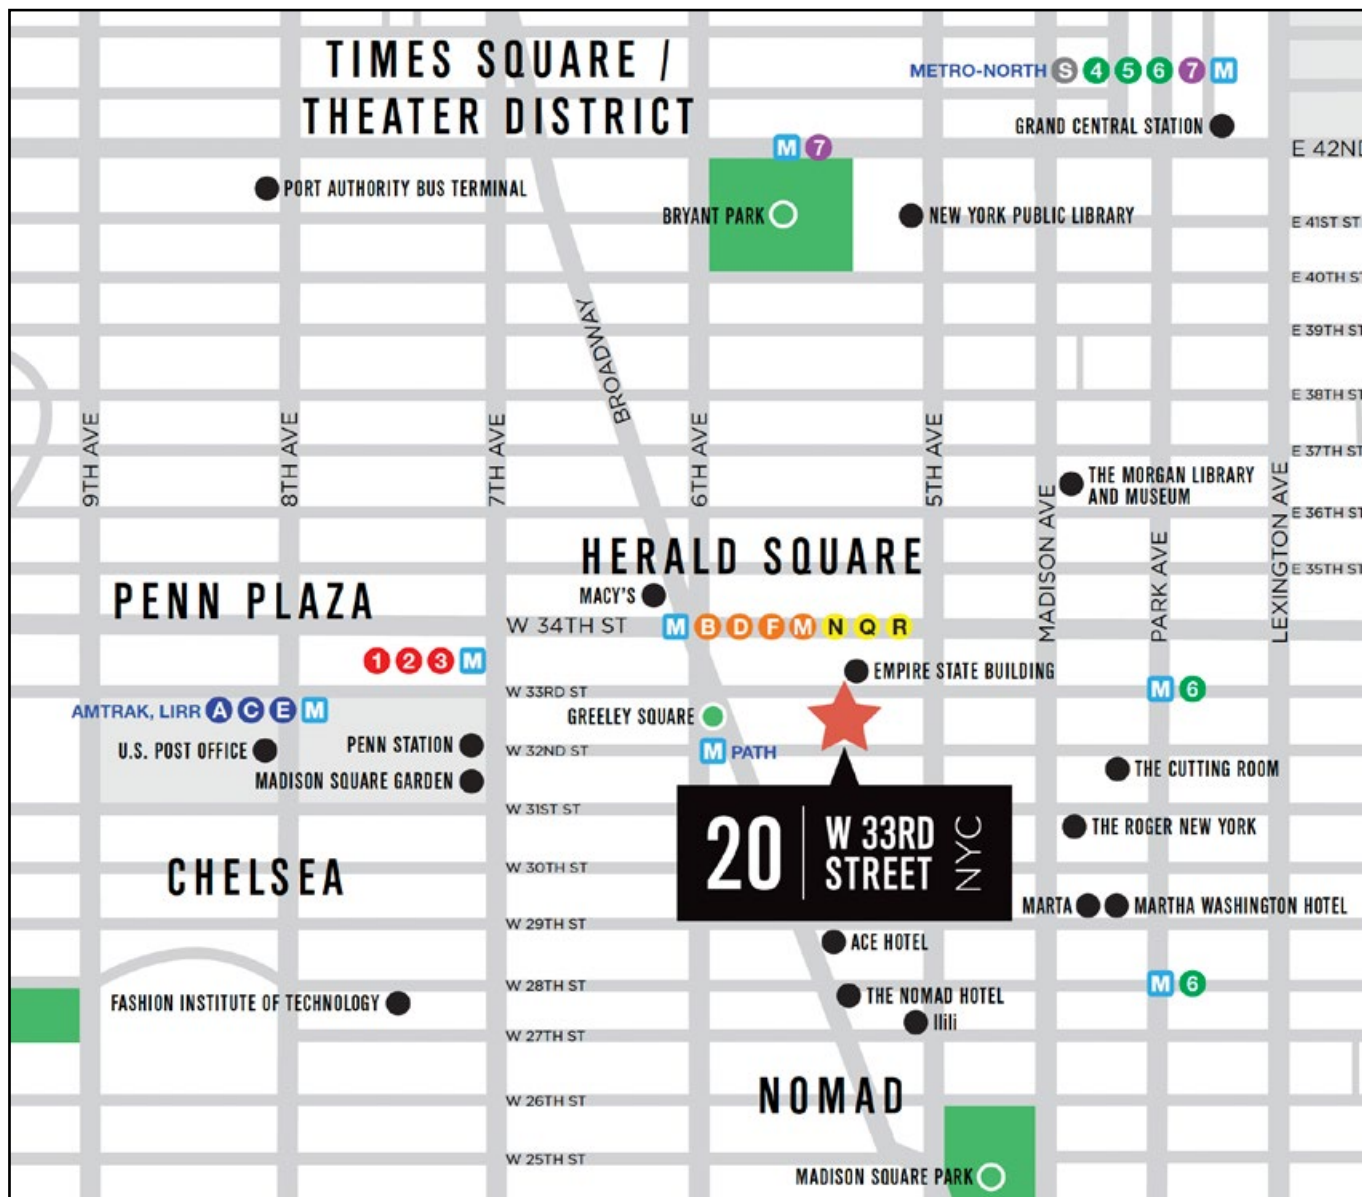 TIMES SQUARE /
THEATER DISTRICT
METRO-NORTH S 4 5 6 7 M
GRAND CENTRAL STATION
E 42ND
M 7
PORT AUTHORITY BUS TERMINAL
BRYANT PARK
NEW YORK PUBLIC LIBRARY
E 41ST ST
E 40TH ST
BROADWAY
E 39TH ST
E 38TH ST
9TH AVE
8TH AVE
7TH AVE
6TH AVE
5TH AVE
E 37TH ST
THE MORGAN LIBRARY
AND MUSEUM
MADISON AVE
PARK AVE
LEXINGTON AVE
E 36TH ST
HERALD SQUARE
E 35TH ST
PENN PLAZA
MACY'S
W 34TH ST M B D F M N Q R
1 2 3 M
EMPIRE STATE BUILDING
W 33RD ST
M 6
AMTRAK, LIRR A C E M
GREELEY SQUARE
U.S. POST OFFICE
PENN STATION
W 32ND ST
M PATH
MADISON SQUARE GARDEN
THE CUTTING ROOM
W 31ST ST
20
W 33RD
STREET
NYC
THE ROGER NEW YORK
CHELSEA
W 30TH ST
MARTA
MARTHA WASHINGTON HOTEL
W 29TH ST
ACE HOTEL
W 28TH ST
M 6
FASHION INSTITUTE OF TECHNOLOGY
THE NOMAD HOTEL
Ilili
W 27TH ST
NOMAD
W 26TH ST
W 25TH ST
MADISON SQUARE PARK